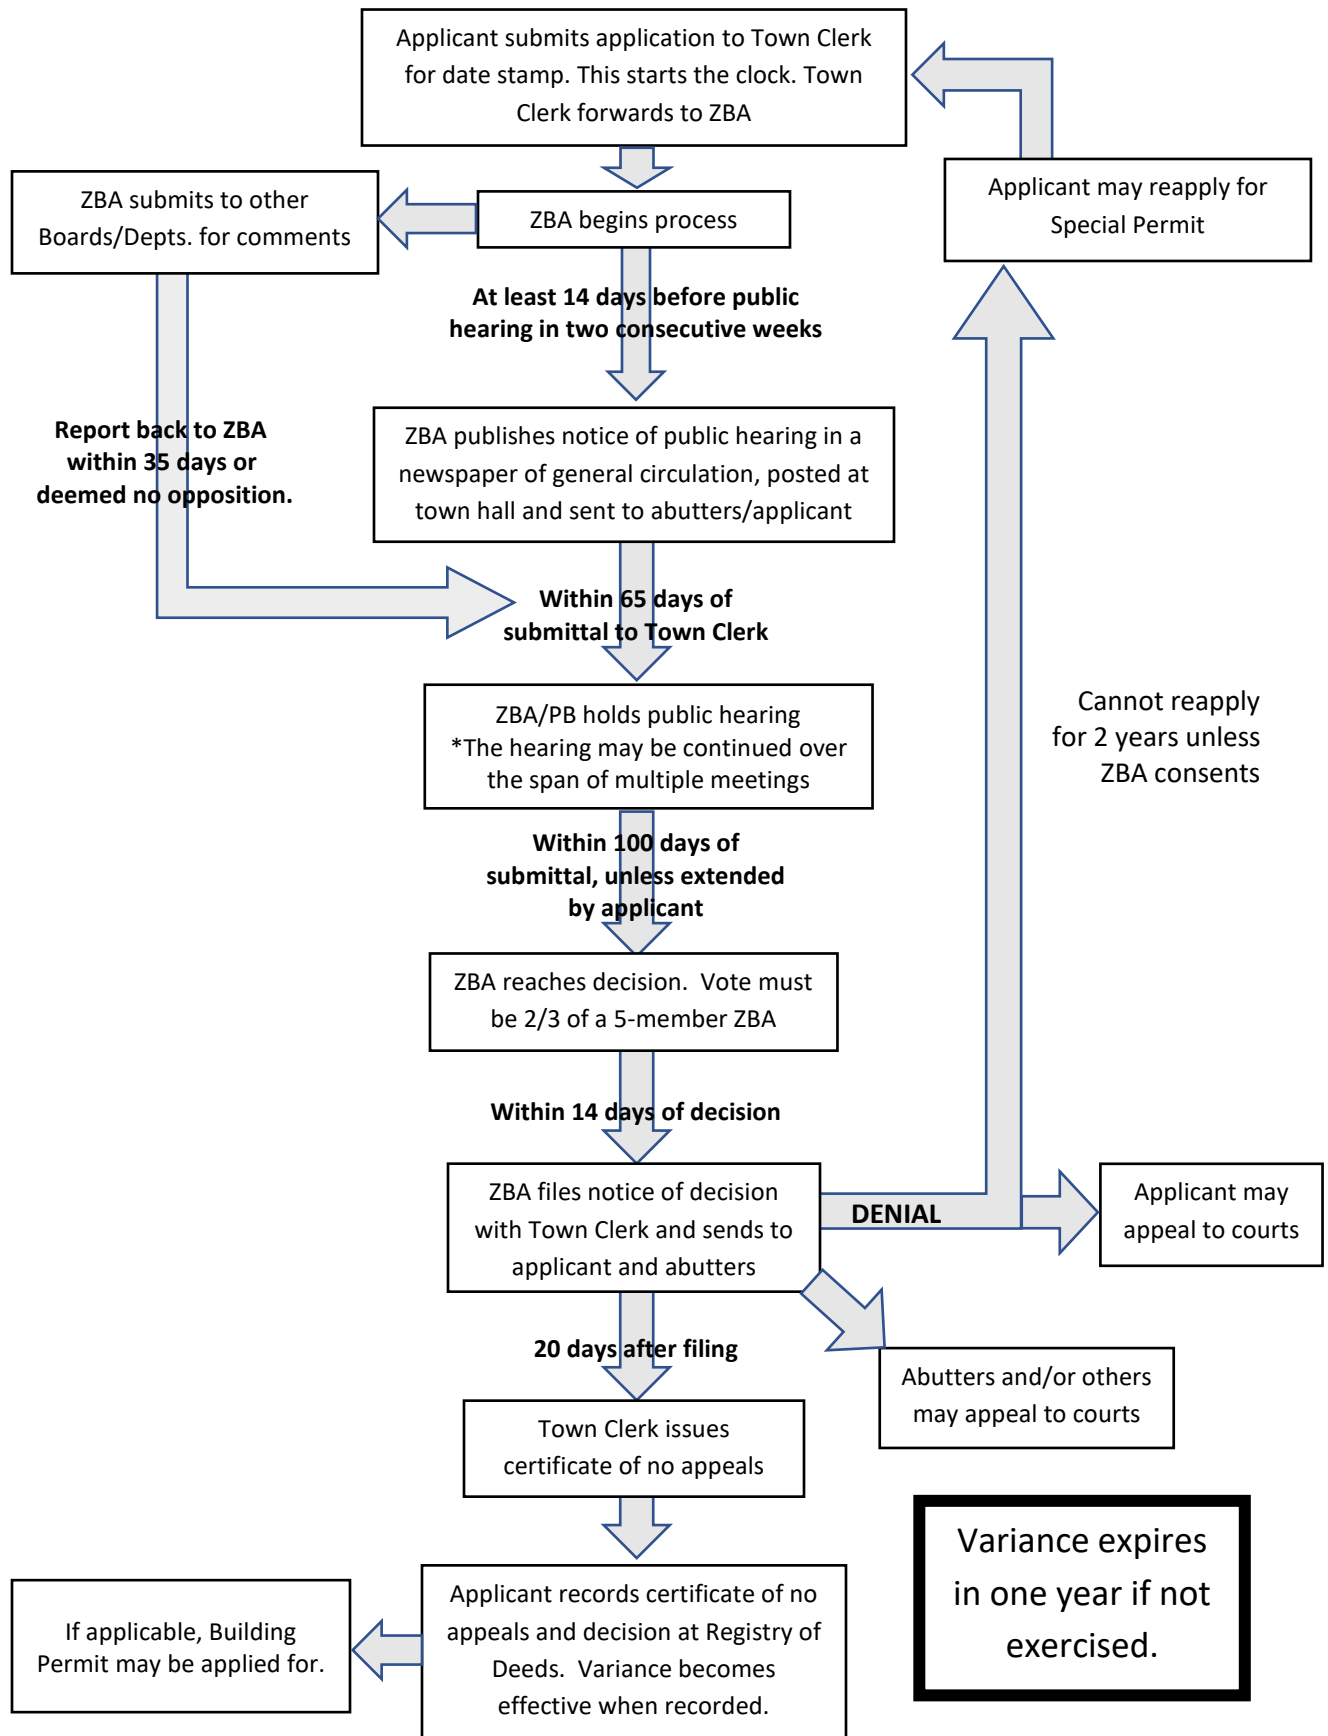 Applicant submits application to Town Clerk
for date stamp. This starts the clock. Town
Clerk forwards to ZBA
Applicant may reapply for
Special Permit
ZBA submits to other
Boards/Depts. for comments
ZBA begins process
At least 14 days before public
hearing in two consecutive weeks
Report back to ZBA
within 35 days or
deemed no opposition.
ZBA publishes notice of public hearing in a
newspaper of general circulation, posted at
town hall and sent to abutters/applicant
Within 65 days of
submittal to Town Clerk
ZBA/PB holds public hearing
*The hearing may be continued over
the span of multiple meetings
Cannot reapply
for 2 years unless
ZBA consents
Within 100 days of
submittal, unless extended
by applicant
ZBA reaches decision.  Vote must
be 2/3 of a 5-member ZBA
Within 14 days of decision
ZBA files notice of decision
with Town Clerk and sends to
applicant and abutters
DENIAL
Applicant may
appeal to courts
20 days after filing
Abutters and/or others
may appeal to courts
Town Clerk issues
certificate of no appeals
Variance expires
in one year if not
exercised.
Applicant records certificate of no
appeals and decision at Registry of
Deeds.  Variance becomes
effective when recorded.
If applicable, Building
Permit may be applied for.